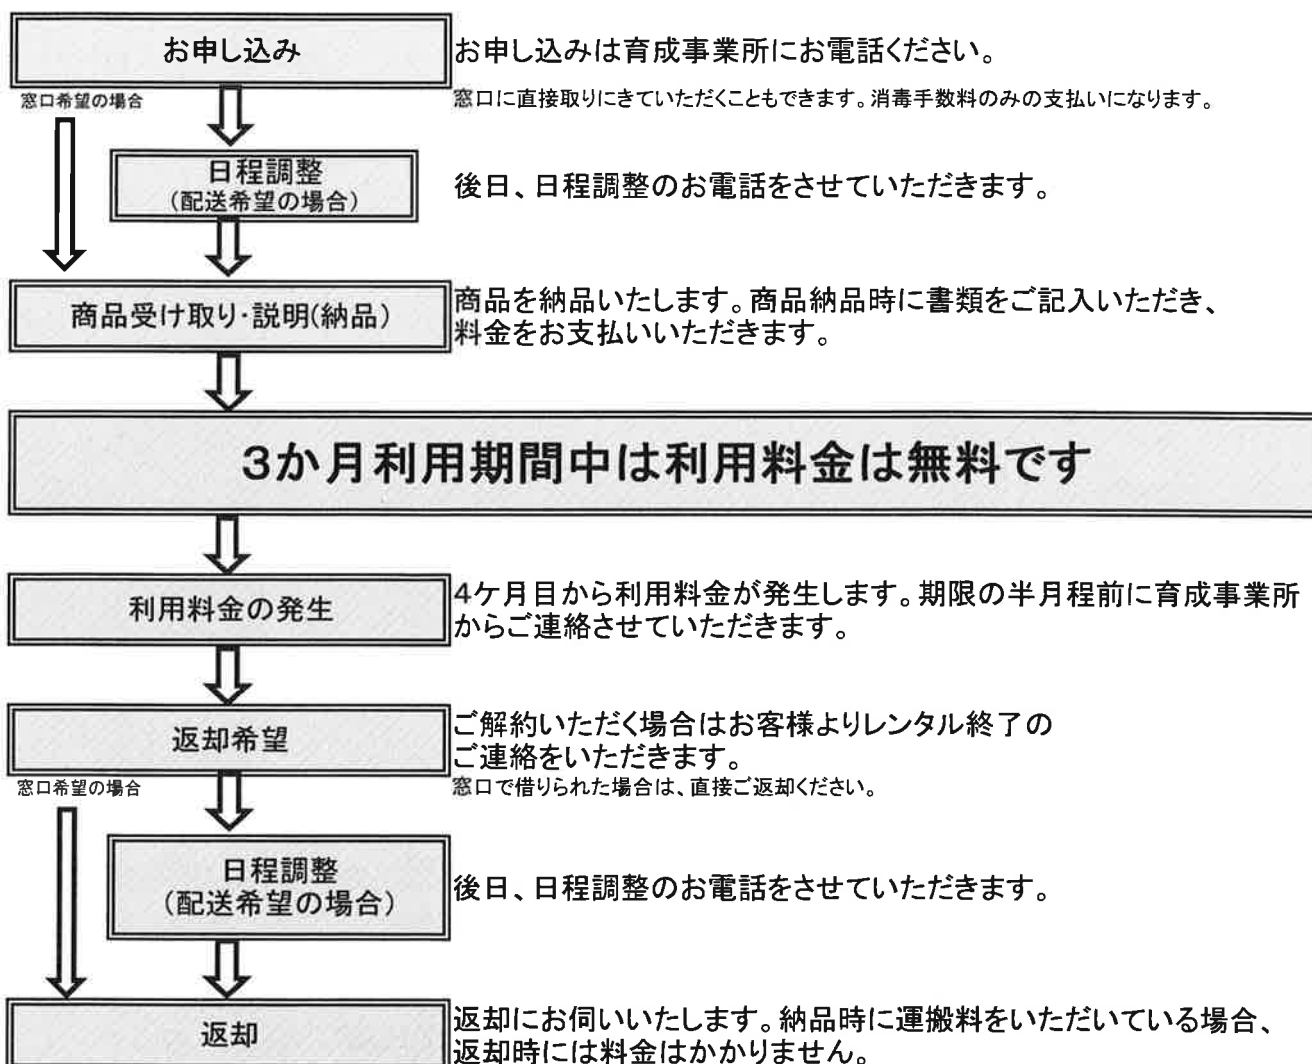 お申し込み
お申し込みは育成事業所にお電話ください。
窓口希望の場合
窓口に直接取りにきていただくこともできます。消毒手数料のみの支払いになります。
日程調整
(配送希望の場合)
後日、日程調整のお電話をさせていただきます。
商品受け取り・説明(納品)
商品を納品いたします。商品納品時に書類をご記入いただき、
料金をお支払いいただきます。
3か月利用期間中は利用料金は無料です
利用料金の発生
4ケ月目から利用料金が発生します。期限の半月程前に育成事業所
からご連絡させていただきます。
返却希望
ご解約いただく場合はお客様よりレンタル終了の
ご連絡をいただきます。
窓口希望の場合
窓口で借りられた場合は、直接ご返却ください。
日程調整
(配送希望の場合)
後日、日程調整のお電話をさせていただきます。
返却
返却にお伺いいたします。納品時に運搬料をいただいている場合、
返却時には料金はかかりません。